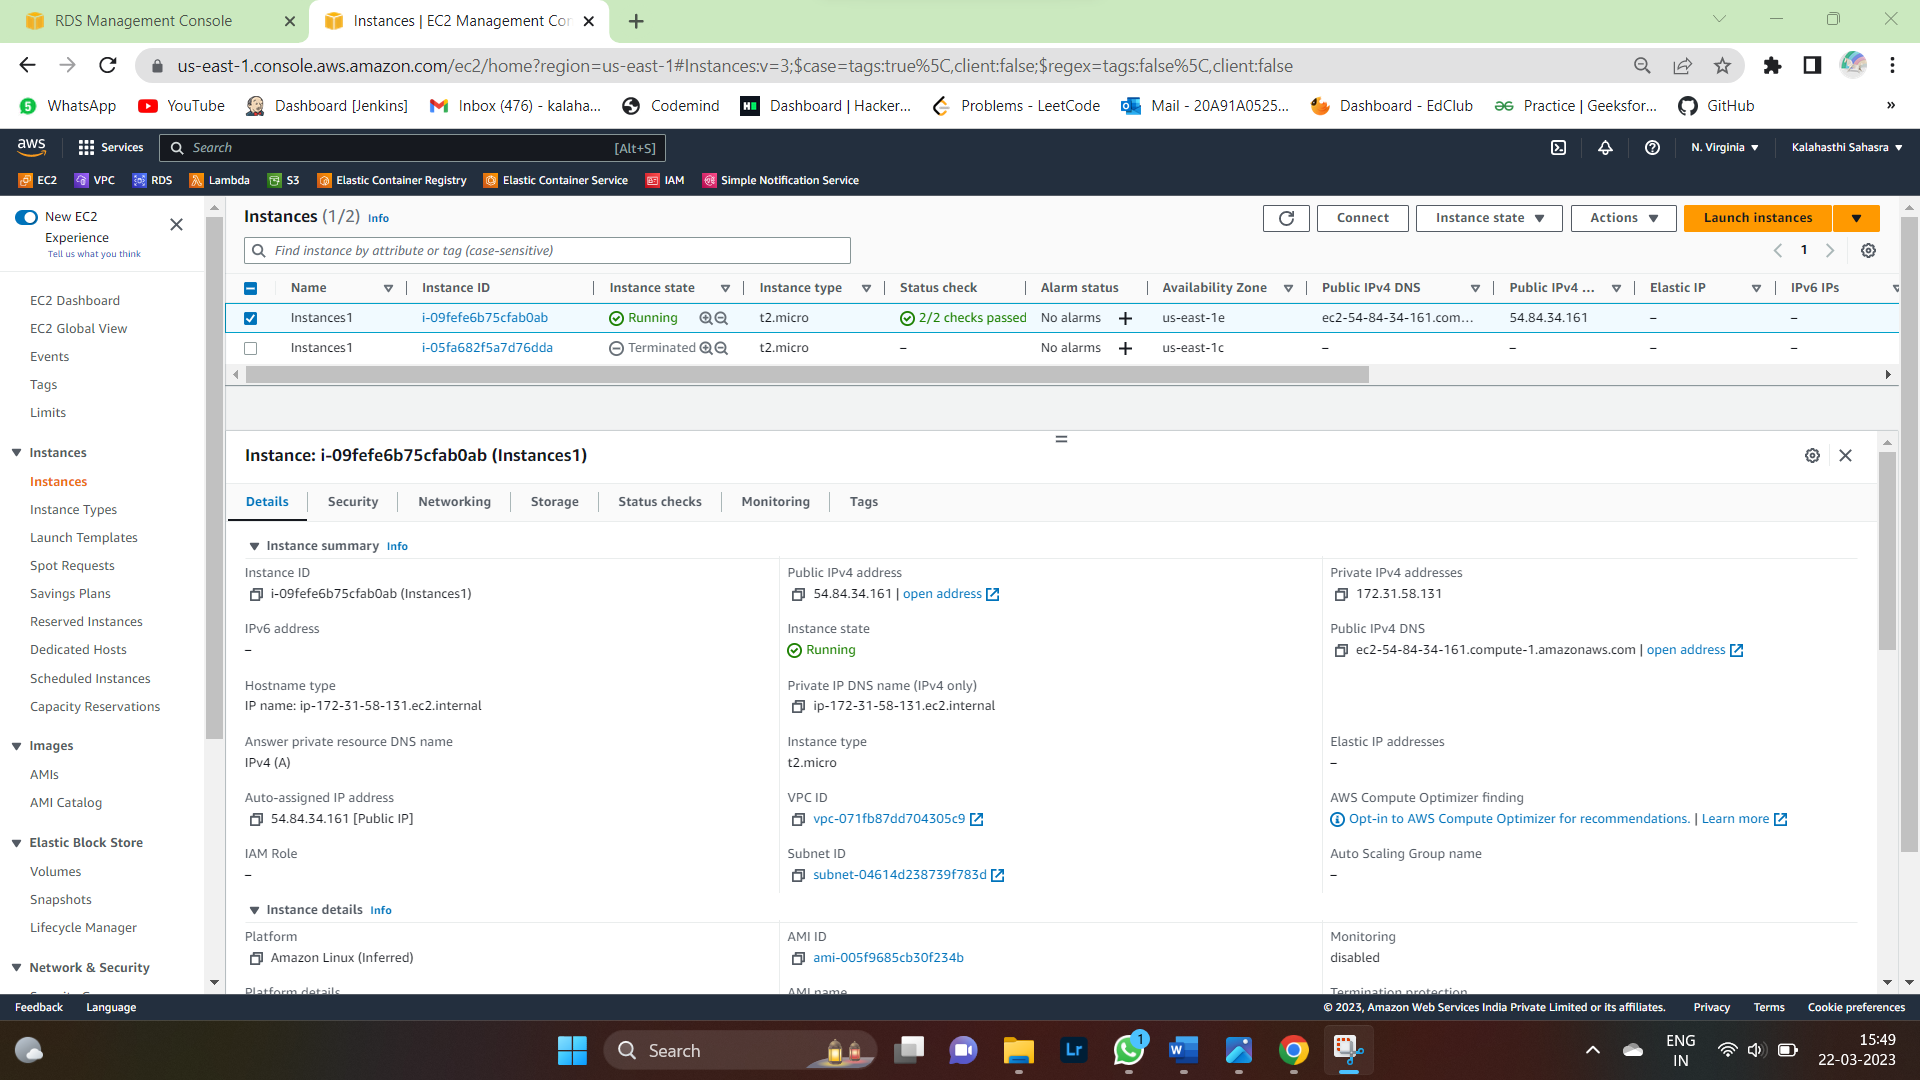 RDS Management Console
Instances | EC2 Management Con
us-east-1.console.aws.amazon.com/ec2/home?region=us-east-1#Instances:v=3;$case=tags:true%5C,client:false;$regex=tags:false%5C,client:false
WhatsApp YouTube Dashboard [Jenkins] Inbox (476) - kalaha... Codemind Dashboard | Hacker... Problems - LeetCode Mail - 20A91A0525... Dashboard - EdClub Practice | Geeksfor... GitHub »
aws Services Search [Alt+S] N. Virginia Kalahasthi Sahasra
EC2 VPC RDS Lambda S3 Elastic Container Registry Elastic Container Service IAM Simple Notification Service
New EC2
Experience
Tell us what you think
EC2 Dashboard
EC2 Global View
Events
Tags
Limits
Instances
Instances
Instance Types
Launch Templates
Spot Requests
Savings Plans
Reserved Instances
Dedicated Hosts
Scheduled Instances
Capacity Reservations
Images
AMIs
AMI Catalog
Elastic Block Store
Volumes
Snapshots
Lifecycle Manager
Network & Security
Instances (1/2) Info
Connect Instance state Actions Launch instances
Find instance by attribute or tag (case-sensitive)
1
Name Instance ID Instance state Instance type Status check Alarm status Availability Zone Public IPv4 DNS Public IPv4 ... Elastic IP IPv6 IPs
Instances1 i-09fefe6b75cfab0ab Running t2.micro 2/2 checks passed No alarms + us-east-1e ec2-54-84-34-161.com... 54.84.34.161 – –
Instances1 i-05fa682f5a7d76dda Terminated t2.micro – No alarms + us-east-1c – – – –
Instance: i-09fefe6b75cfab0ab (Instances1)
Details Security Networking Storage Status checks Monitoring Tags
Instance summary Info
Instance ID
i-09fefe6b75cfab0ab (Instances1)
Public IPv4 address
54.84.34.161 | open address
Private IPv4 addresses
172.31.58.131
IPv6 address
–
Instance state
Running
Public IPv4 DNS
ec2-54-84-34-161.compute-1.amazonaws.com | open address
Hostname type
IP name: ip-172-31-58-131.ec2.internal
Private IP DNS name (IPv4 only)
ip-172-31-58-131.ec2.internal
Answer private resource DNS name
IPv4 (A)
Instance type
t2.micro
Elastic IP addresses
–
Auto-assigned IP address
54.84.34.161 [Public IP]
VPC ID
vpc-071fb87dd704305c9
AWS Compute Optimizer finding
Opt-in to AWS Compute Optimizer for recommendations. | Learn more
IAM Role
–
Subnet ID
subnet-04614d238739f783d
Auto Scaling Group name
–
Instance details Info
Platform
Amazon Linux (Inferred)
AMI ID
ami-005f9685cb30f234b
Monitoring
disabled
Platform details
AMI name
Termination protection
Feedback Language © 2023, Amazon Web Services India Private Limited or its affiliates. Privacy Terms Cookie preferences
Search
Lr
1
W
ENG
IN
15:49
22-03-2023